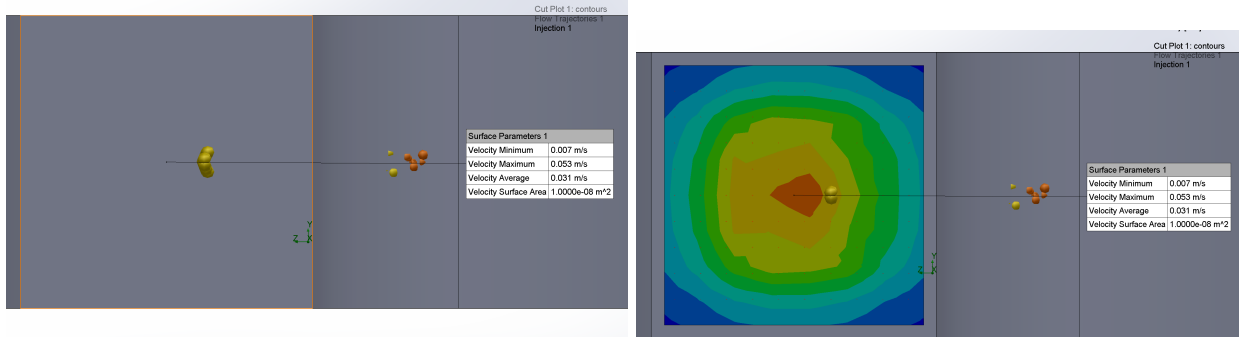 Cut Plot 1: contours
Flow Trajectories 1
Injection 1
Surface Parameters 1
Velocity Minimum 0.007 m/s
Velocity Maximum 0.053 m/s
Velocity Average 0.031 m/s
Velocity Surface Area 1.0000e-08 m^2
Y
Z X
Cut Plot 1: contours
Flow Trajectories 1
Injection 1
Surface Parameters 1
Velocity Minimum 0.007 m/s
Velocity Maximum 0.053 m/s
Velocity Average 0.031 m/s
Velocity Surface Area 1.0000e-08 m^2
Y
Z X